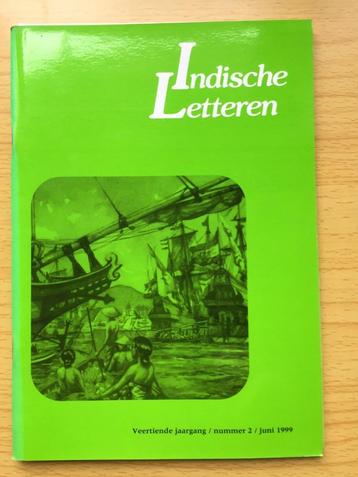 Indische
Letteren
Veertiende jaargang / nummer 2 / juni 1999